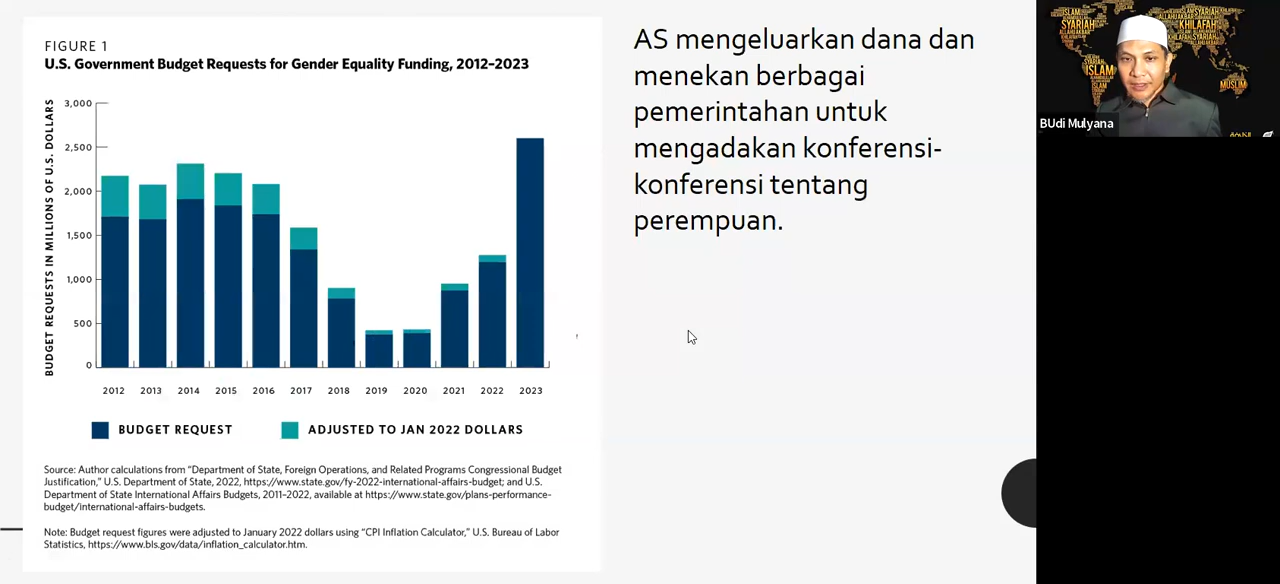 FIGURE 1
U.S. Government Budget Requests for Gender Equality Funding, 2012–2023
BUDGET REQUESTS IN MILLIONS OF U.S. DOLLARS
3,000
2,500
2,000
1,500
1,000
500
0
2012 2013 2014 2015 2016 2017 2018 2019 2020 2021 2022 2023
BUDGET REQUEST ADJUSTED TO JAN 2022 DOLLARS
Source: Author calculations from “Department of State, Foreign Operations, and Related Programs Congressional Budget
Justification,” U.S. Department of State, 2022, https://www.state.gov/fy-2022-international-affairs-budget; and U.S.
Department of State International Affairs Budgets, 2011–2022, available at https://www.state.gov/plans-performance-
budget/international-affairs-budgets.
Note: Budget request figures were adjusted to January 2022 dollars using “CPI Inflation Calculator,” U.S. Bureau of Labor
Statistics, https://www.bls.gov/data/inflation_calculator.htm.
AS mengeluarkan dana dan
menekan berbagai
pemerintahan untuk
mengadakan konferensi-
konferensi tentang
perempuan.
ISLAM
SYARIAH
ALLAHUAKBAR
ISLAM
SYARIAH
KHILAFAH
MUSLIM
BUdi Mulyana